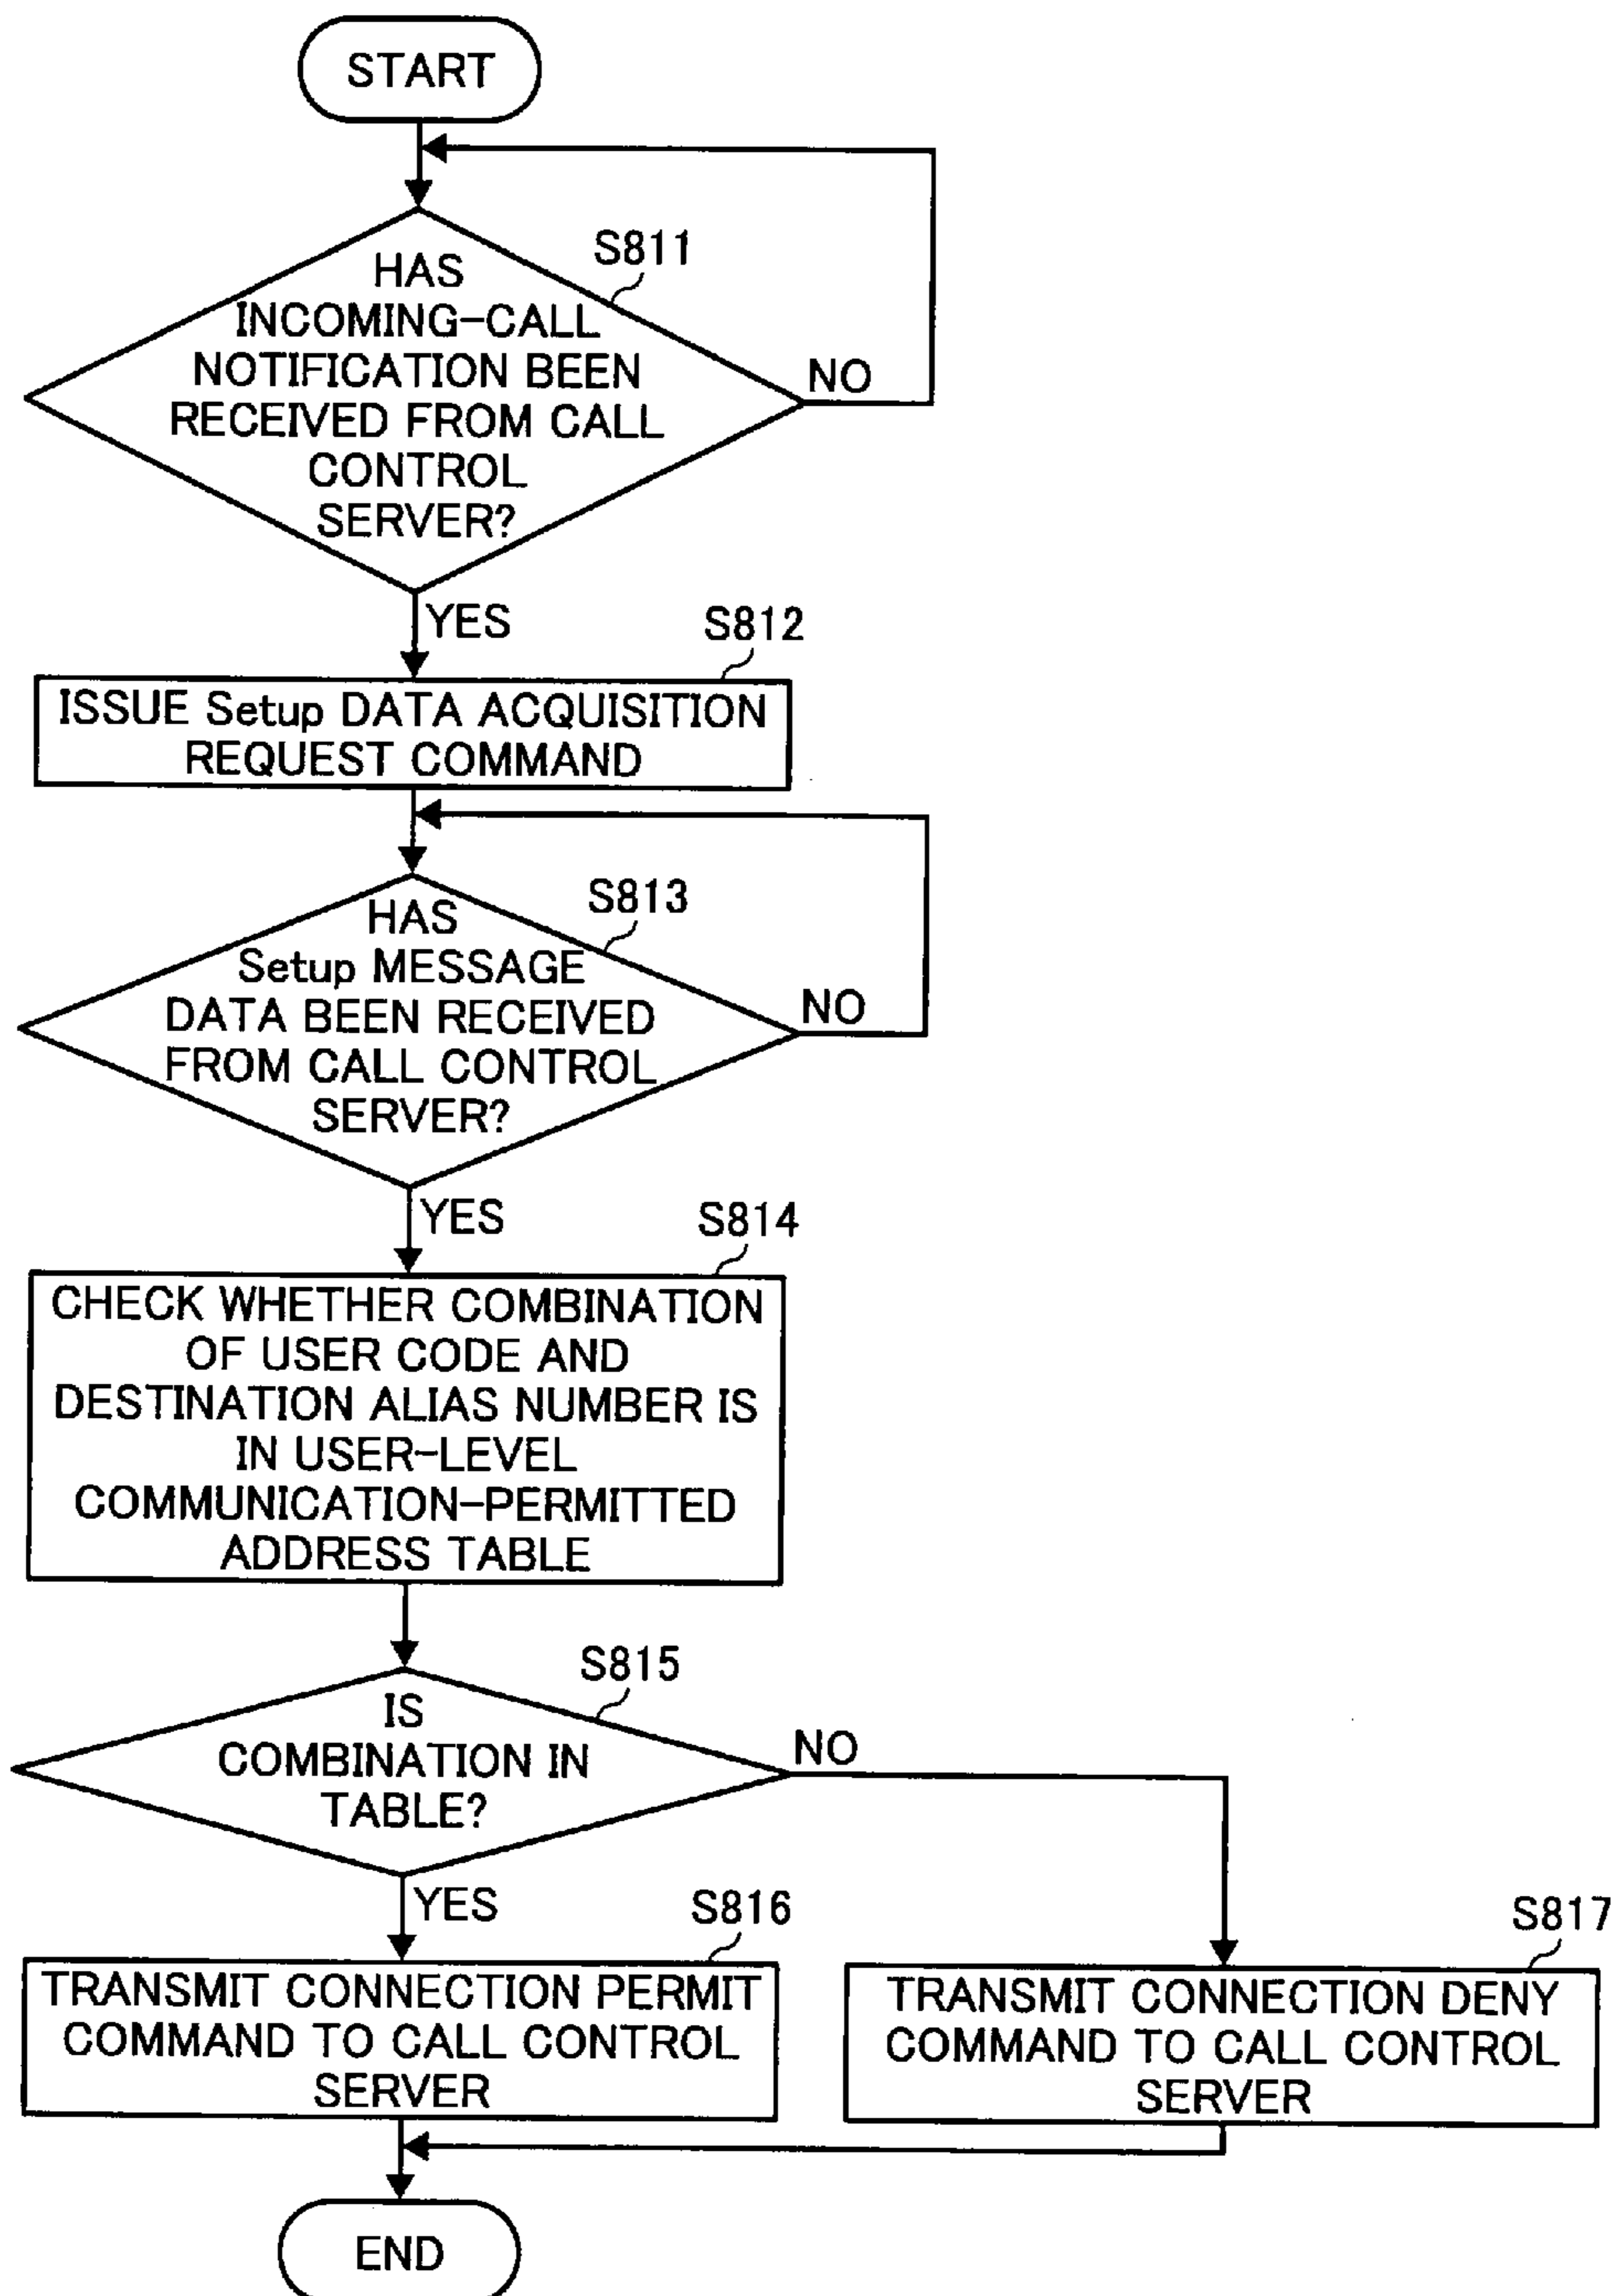 START
S811
HAS
INCOMING-CALL
NOTIFICATION BEEN
RECEIVED FROM CALL
CONTROL
SERVER?
NO
YES
S812
ISSUE Setup DATA ACQUISITION
REQUEST COMMAND
S813
HAS
Setup MESSAGE
DATA BEEN RECEIVED
FROM CALL CONTROL
SERVER?
NO
YES
S814
CHECK WHETHER COMBINATION
OF USER CODE AND
DESTINATION ALIAS NUMBER IS
IN USER-LEVEL
COMMUNICATION-PERMITTED
ADDRESS TABLE
S815
IS
COMBINATION IN
TABLE?
NO
YES
S816
TRANSMIT CONNECTION PERMIT
COMMAND TO CALL CONTROL
SERVER
S817
TRANSMIT CONNECTION DENY
COMMAND TO CALL CONTROL
SERVER
END